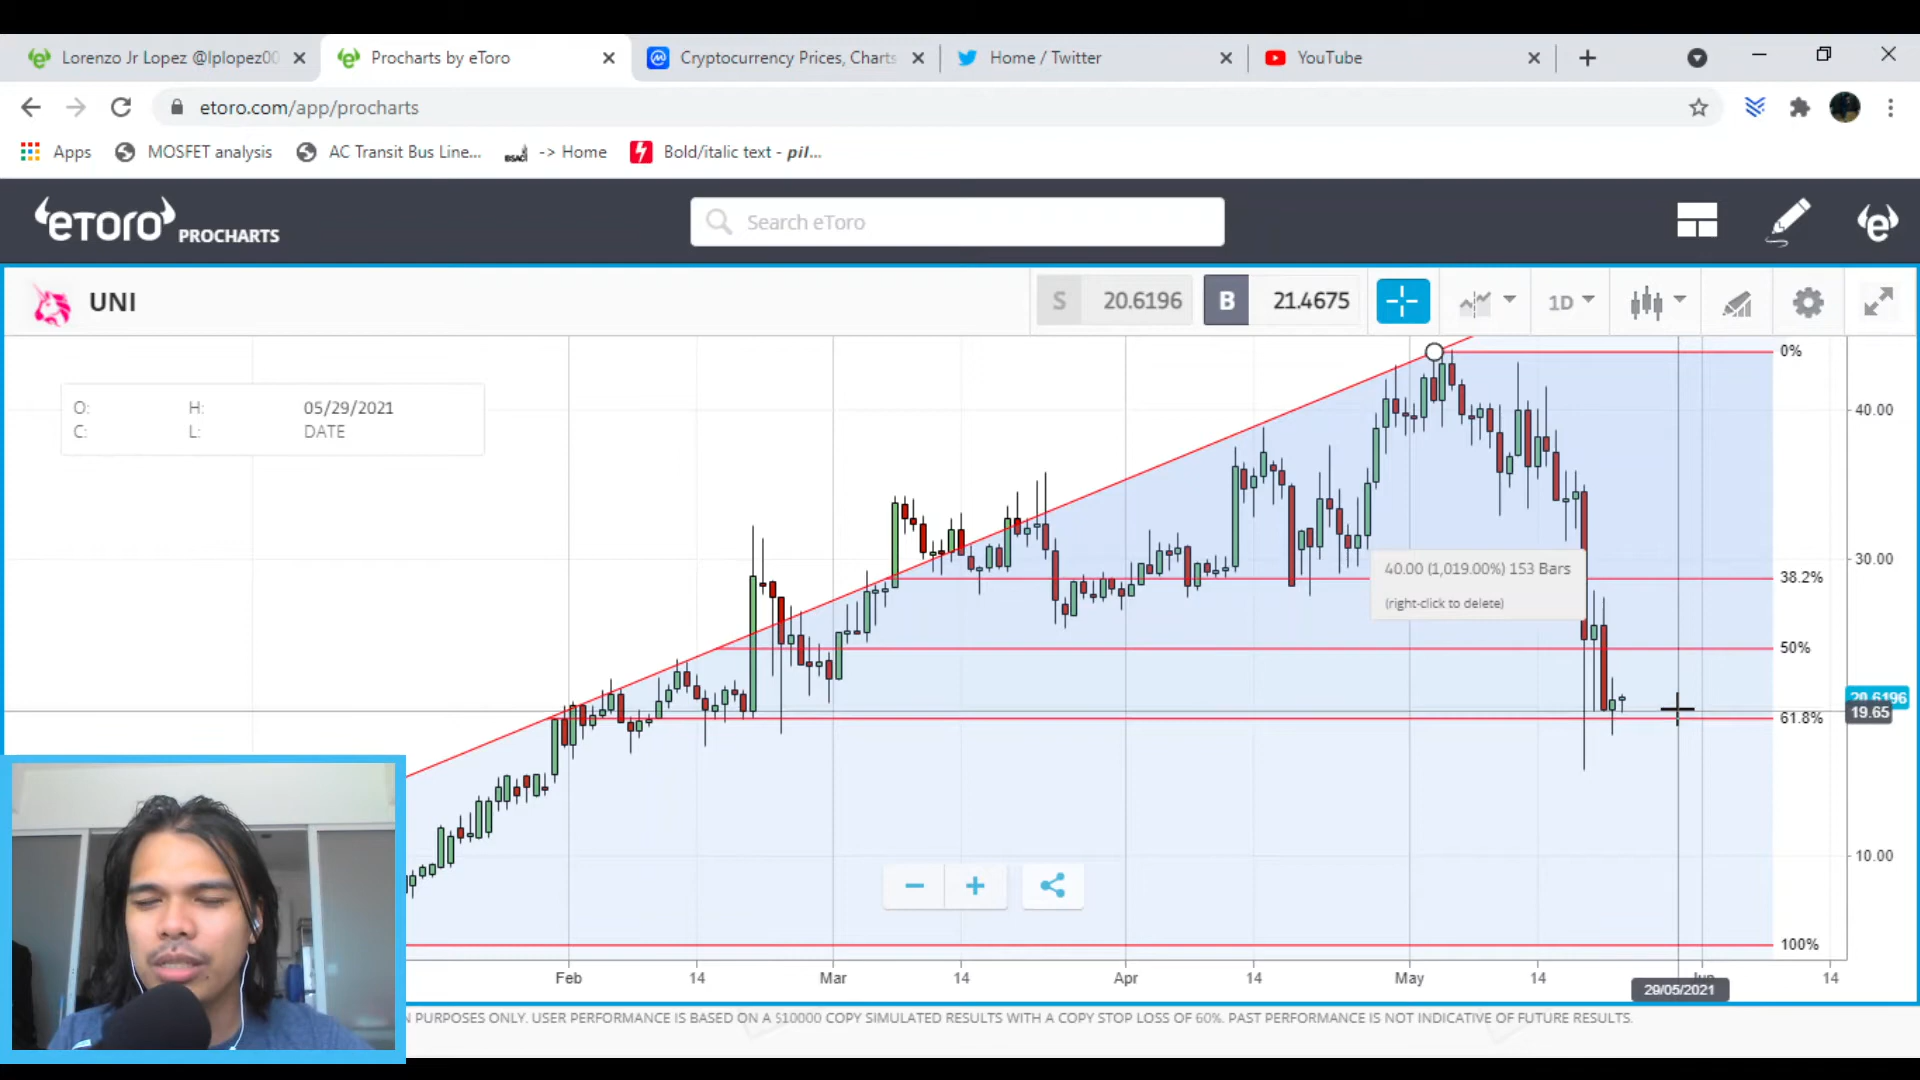 Lorenzo Jr Lopez @lplopez00
Procharts by eToro
Cryptocurrency Prices, Charts
Home / Twitter
YouTube
etoro.com/app/procharts
Apps
MOSFET analysis
AC Transit Bus Line...
-> Home
Bold/italic text - pil...
eToro PROCHARTS
Search eToro
UNI
S 20.6196
B 21.4675
1D
O: H: 05/29/2021
C: L: DATE
0%
40.00
30.00
38.2%
40.00 (1,019.00%) 153 Bars
(right-click to delete)
50%
20.6196
19.65
61.8%
10.00
100%
Feb 14 Mar 14 Apr 14 May 14 Jun 14
29/05/2021
N PURPOSES ONLY. USER PERFORMANCE IS BASED ON A $10000 COPY SIMULATED RESULTS WITH A COPY STOP LOSS OF 60%. PAST PERFORMANCE IS NOT INDICATIVE OF FUTURE RESULTS.